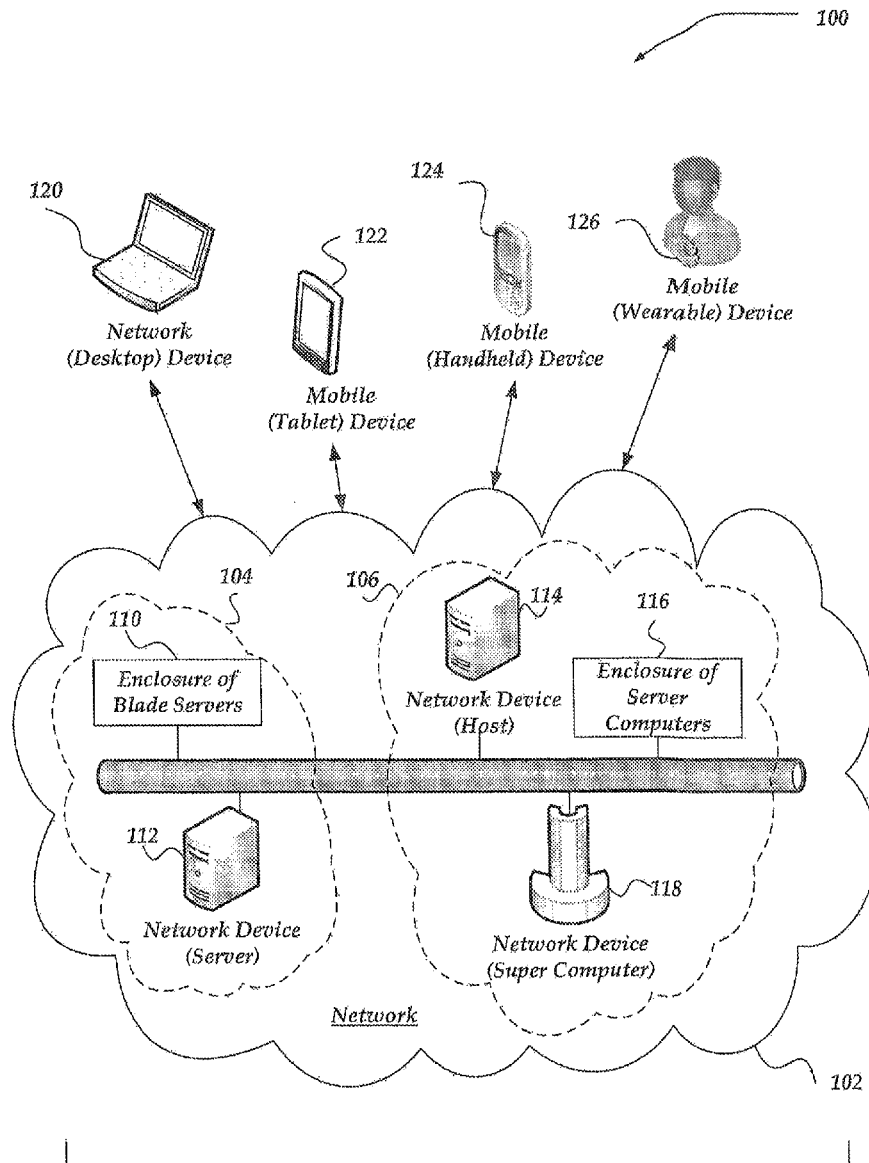 100
120
Network
(Desktop) Device
122
Mobile
(Tablet) Device
124
Mobile
(Handheld) Device
126
Mobile
(Wearable) Device
104
106
110
Enclosure of
Blade Servers
114
Network Device
(Host)
116
Enclosure of
Server
Computers
112
Network Device
(Server)
118
Network Device
(Super Computer)
Network
102